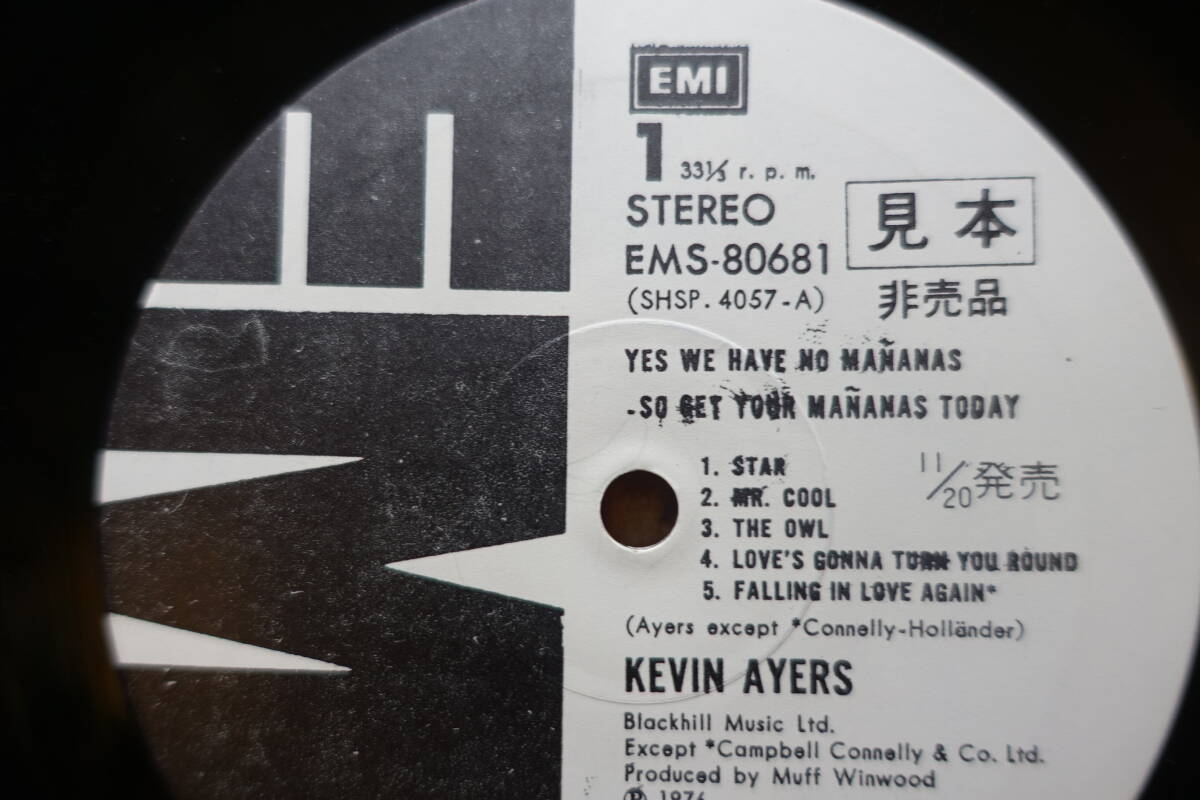 EMI
1 33⅓ r. p. m.
STEREO
見本
EMS-80681
(SHSP. 4057-A)
非売品
YES WE HAVE NO MAÑANAS
-SO GET YOUR MAÑANAS TODAY
1. STAR
2. MR. COOL
3. THE OWL
4. LOVE'S GONNA TURN YOU ROUND
5. FALLING IN LOVE AGAIN*
11/20発売
(Ayers except *Connelly-Holländer)
KEVIN AYERS
Blackhill Music Ltd.
Except *Campbell Connelly & Co. Ltd.
Produced by Muff Winwood
Ⓟ 1976